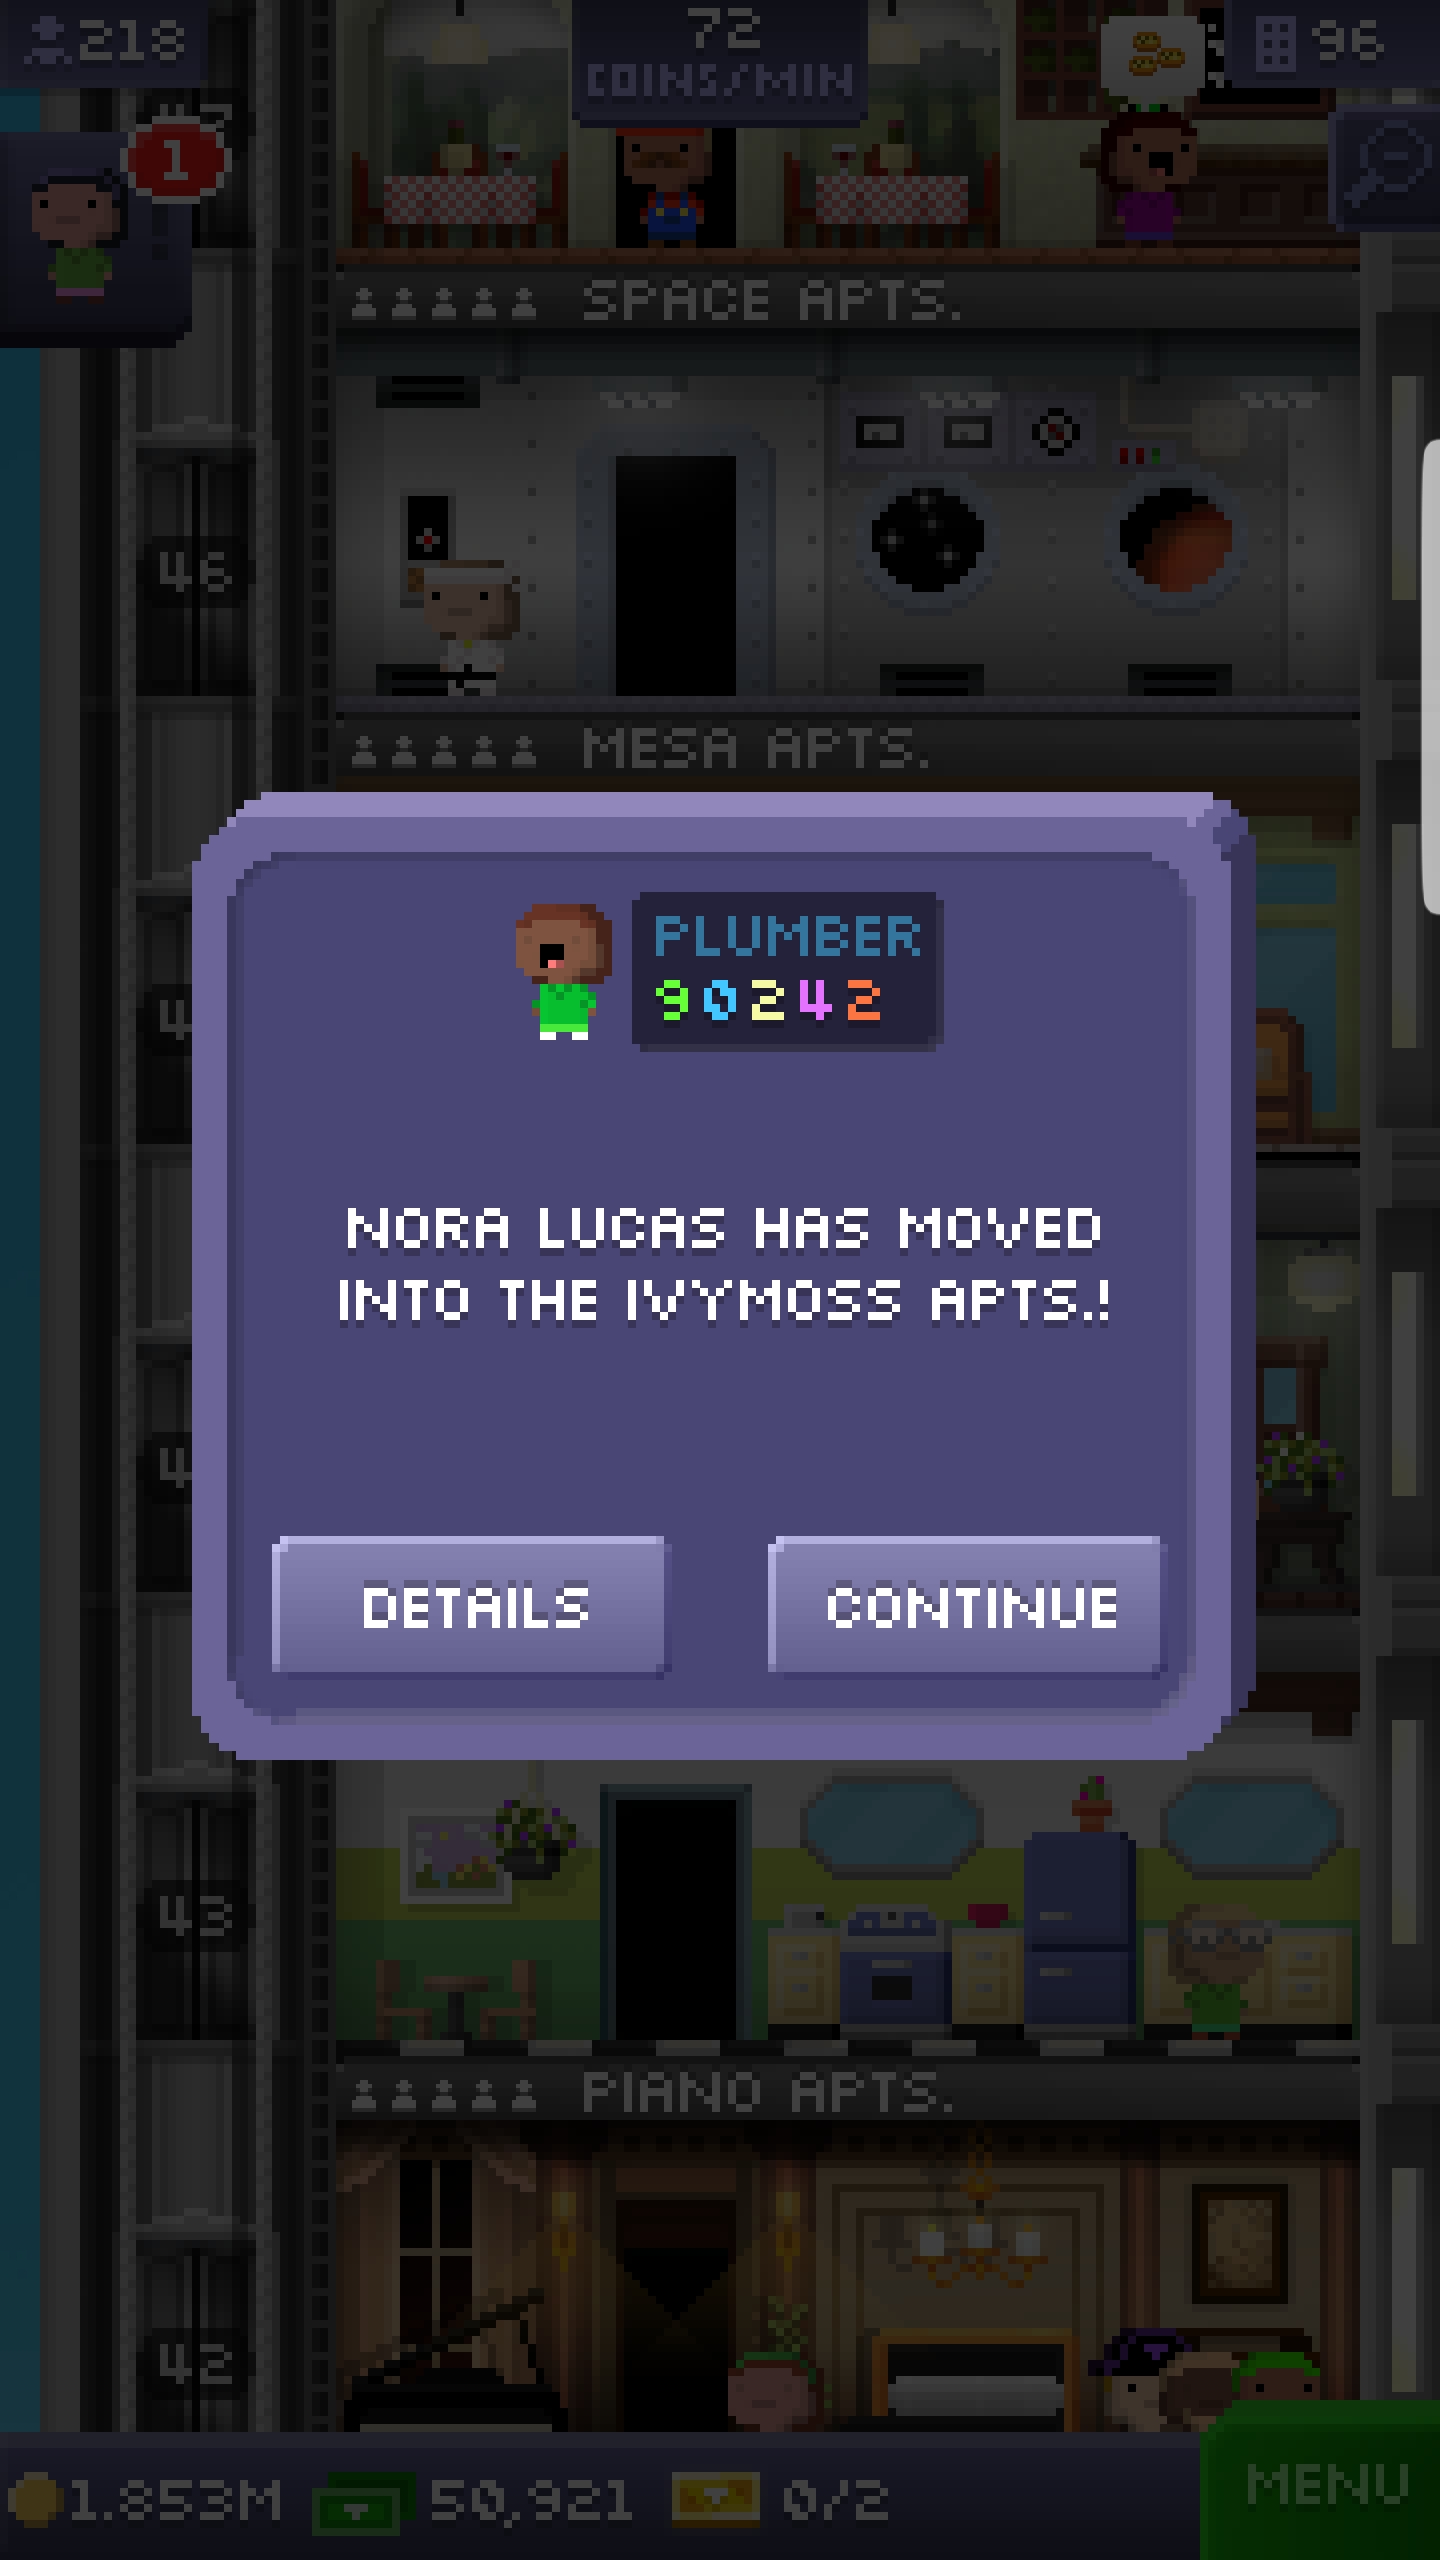 218
72
COINS/MIN
96
1
SPACE APTS.
46
MESA APTS.
PLUMBER
90242
NORA LUCAS HAS MOVED
INTO THE IVYMOSS APTS.!
DETAILS
CONTINUE
43
PIANO APTS.
42
1.853M
50,921
0/2
MENU